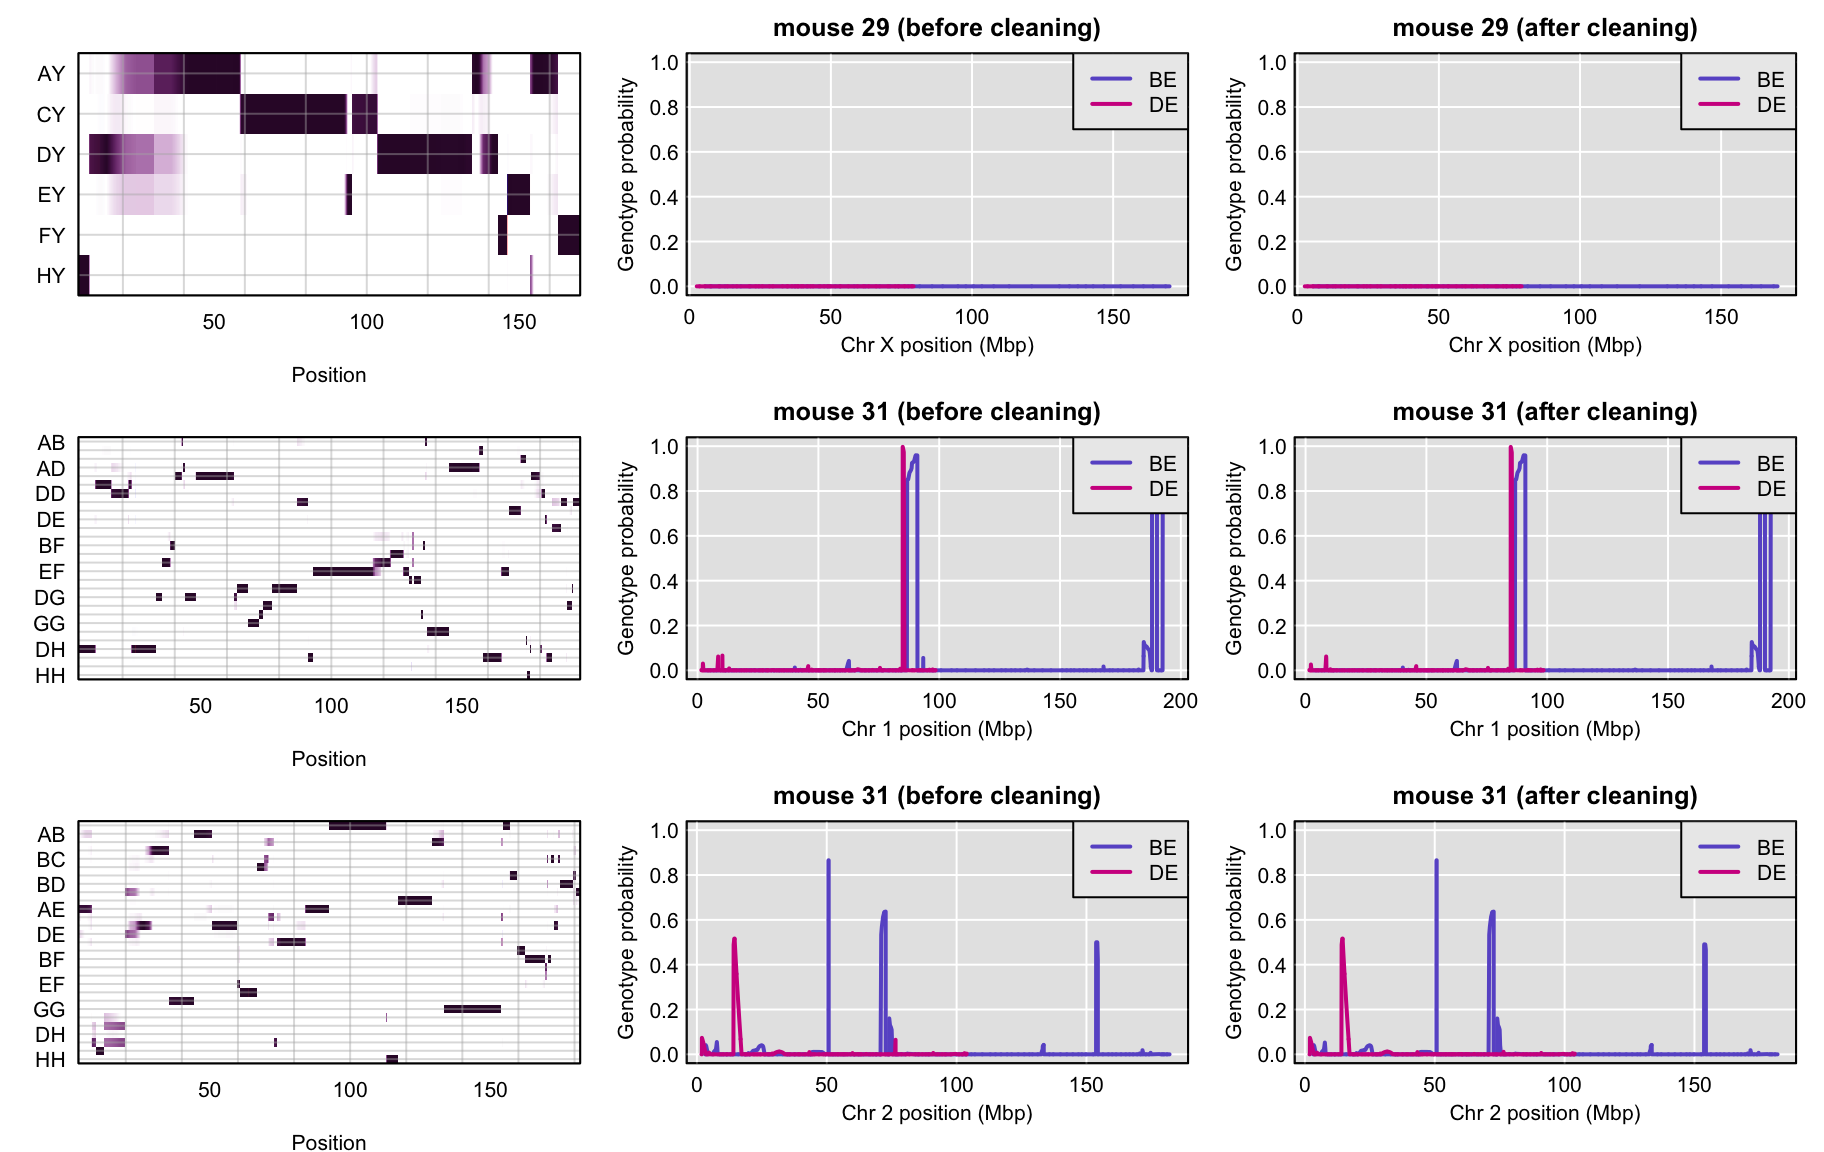 AY
CY
DY
EY
FY
HY
50 100 150
Position
mouse 29 (before cleaning)
Genotype probability
1.0
0.8
0.6
0.4
0.2
0.0
BE
DE
0 50 100 150
Chr X position (Mbp)
mouse 29 (after cleaning)
Genotype probability
1.0
0.8
0.6
0.4
0.2
0.0
BE
DE
0 50 100 150
Chr X position (Mbp)
AB
AD
DD
DE
BF
EF
DG
GG
DH
HH
50 100 150
Position
mouse 31 (before cleaning)
Genotype probability
1.0
0.8
0.6
0.4
0.2
0.0
BE
DE
0 50 100 150 200
Chr 1 position (Mbp)
mouse 31 (after cleaning)
Genotype probability
1.0
0.8
0.6
0.4
0.2
0.0
BE
DE
0 50 100 150 200
Chr 1 position (Mbp)
AB
BC
BD
AE
DE
BF
EF
GG
DH
HH
50 100 150
Position
mouse 31 (before cleaning)
Genotype probability
1.0
0.8
0.6
0.4
0.2
0.0
BE
DE
0 50 100 150
Chr 2 position (Mbp)
mouse 31 (after cleaning)
Genotype probability
1.0
0.8
0.6
0.4
0.2
0.0
BE
DE
0 50 100 150
Chr 2 position (Mbp)